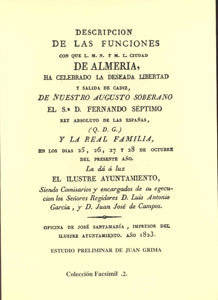 DESCRIPCION
DE LAS FUNCIONES
CON QUE L. M. N. Y M. L. CIUDAD
DE ALMERIA,
HA CELEBRADO LA DESEADA LIBERTAD
Y SALIDA DE CADIZ,
DE NUESTRO AUGUSTO SOBERANO
EL S.R D. FERNANDO SEPTIMO
REY ABSOLUTO DE LAS ESPAÑAS,
(Q. D. G.)
Y LA REAL FAMILIA,
EN LOS DIAS 25, 26, 27 Y 28 DE OCTUBRE
DEL PRESENTE AÑO.
La dá á luz
EL ILUSTRE AYUNTAMIENTO,
Siendo Comisarios y encargados de su egecu-
cion los Señores Regidores D. Luis Antonio
Garcia, y D. Juan José de Campos.
OFICINA DE JOSÉ SANTAMARÍA, IMPRESOR DEL
ILUSTRE AYUNTAMIENTO. AÑO 1823.
ESTUDIO PRELIMINAR DE JUAN GRIMA
Colección Facsímil .2.